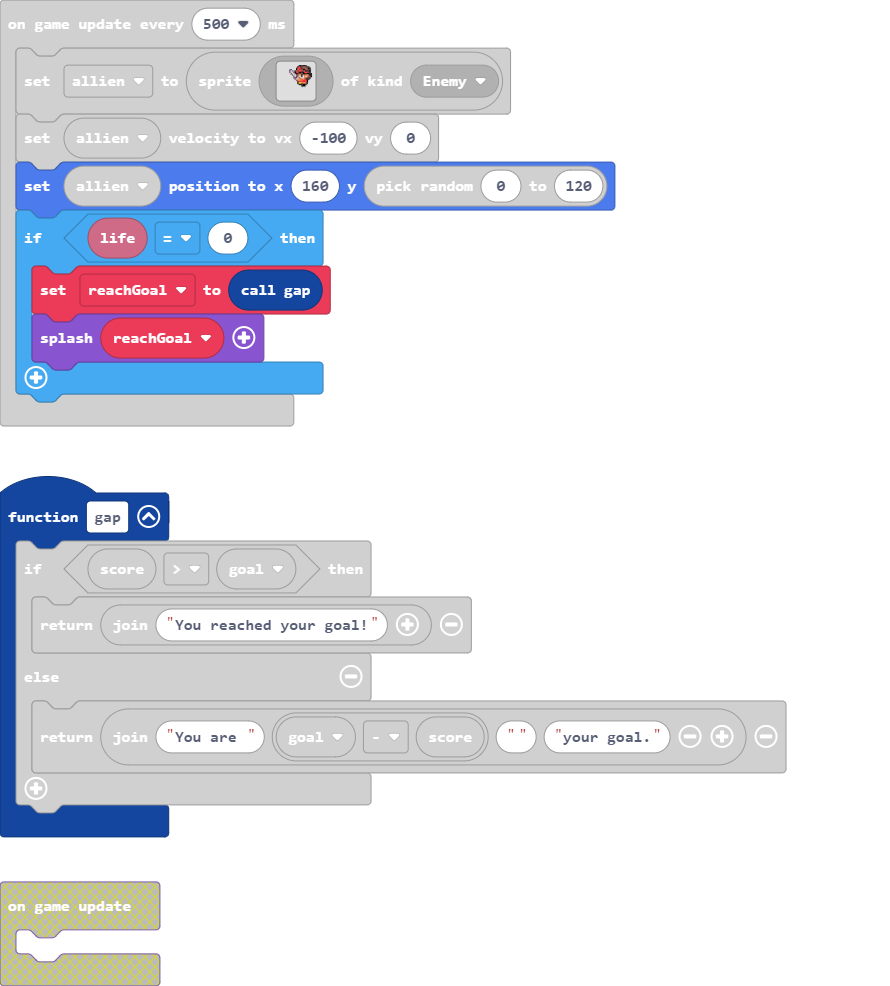 on game update every 500 ms
set allien to sprite of kind Enemy
set allien velocity to vx -100 vy 0
set allien position to x 160 y pick random 0 to 120
if life = 0 then
set reachGoal to call gap
splash reachGoal
function gap
if score > goal then
return join "You reached your goal!"
else
return join "You are " goal - score "" "your goal."
on game update